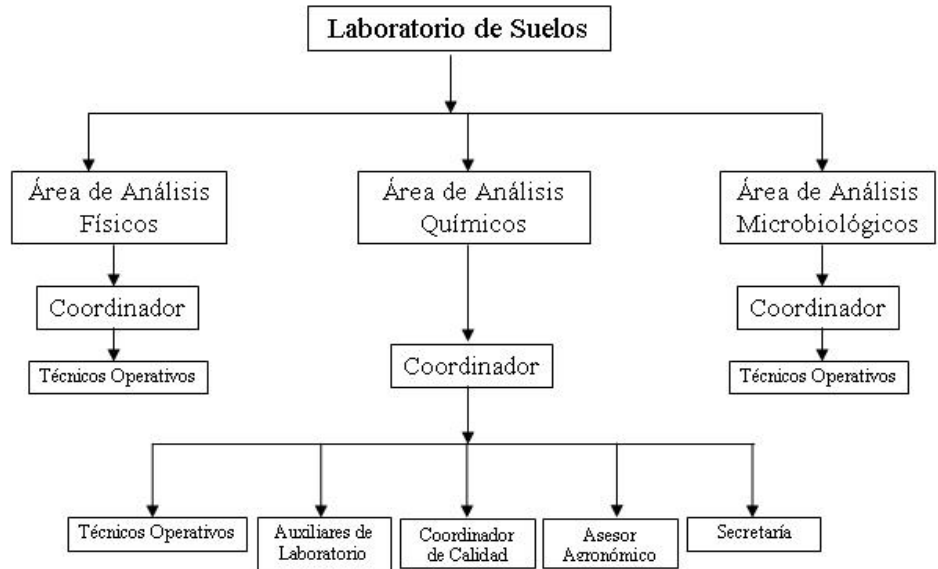 Laboratorio de Suelos
Área de Análisis
Físicos
Área de Análisis
Químicos
Área de Análisis
Microbiológicos
Coordinador
Coordinador
Técnicos Operativos
Coordinador
Técnicos Operativos
Técnicos Operativos
Auxiliares de
Laboratorio
Coordinador
de Calidad
Asesor
Agronómico
Secretaría